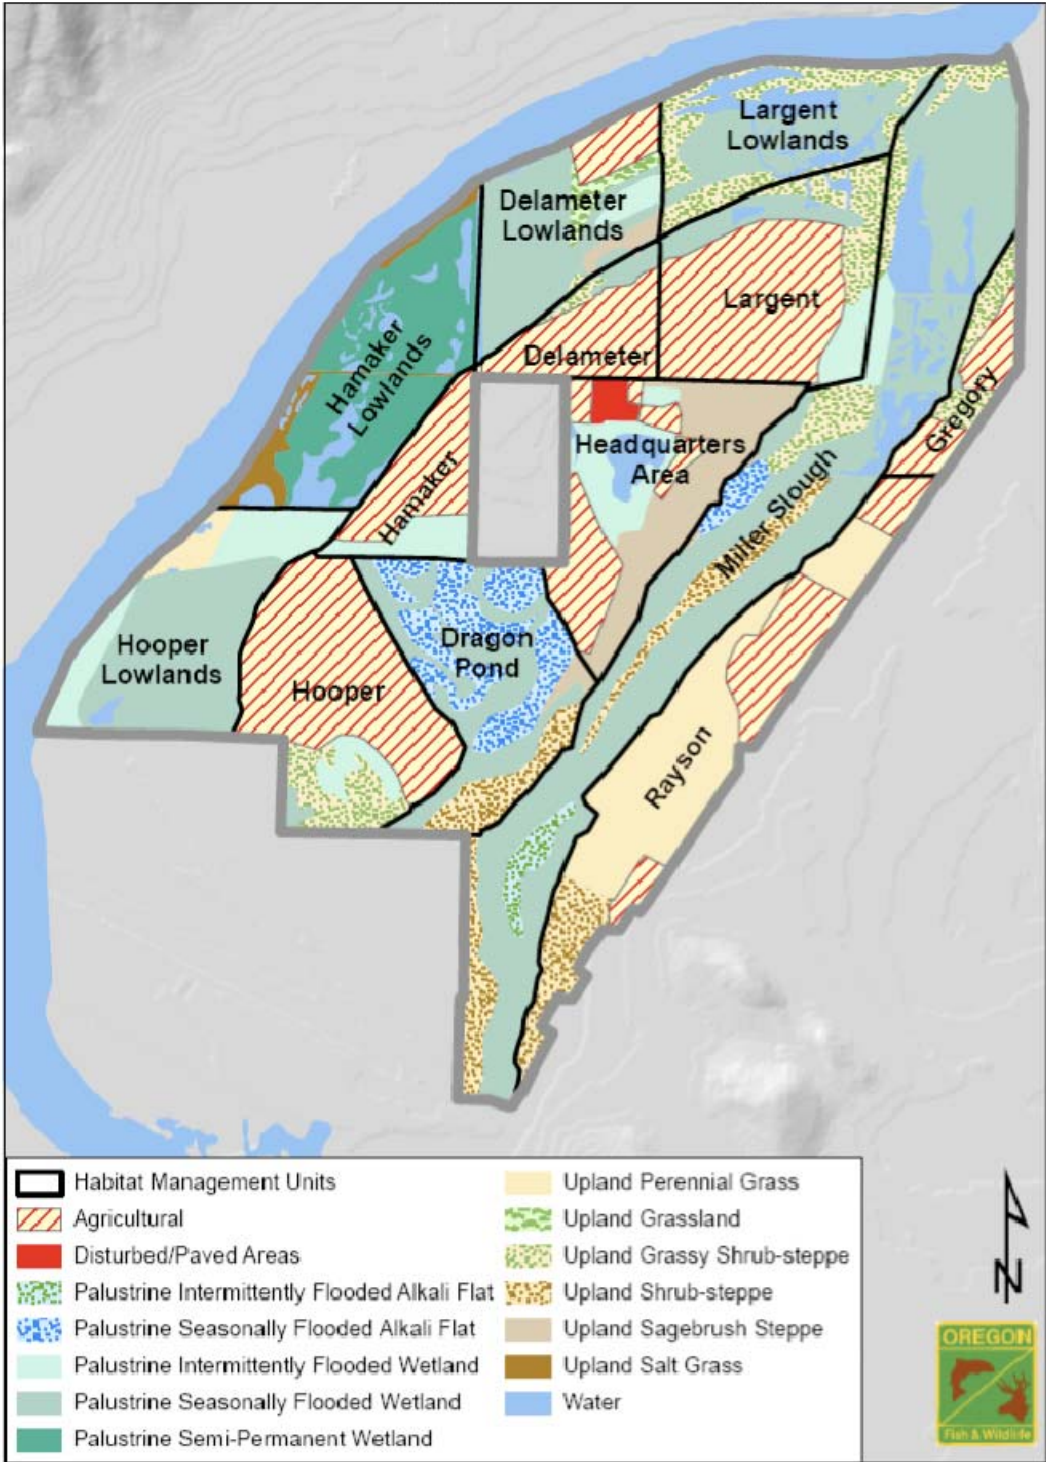 Largent
Lowlands
Delameter
Lowlands
Hamaker
Lowlands
Largent
Delameter
Gregory
Headquarters
Area
Hamaker
Miller Slough
Hooper
Lowlands
Dragon
Pond
Hooper
Rayson
Habitat Management Units
Agricultural
Disturbed/Paved Areas
Palustrine Intermittently Flooded Alkali Flat
Palustrine Seasonally Flooded Alkali Flat
Palustrine Intermittently Flooded Wetland
Palustrine Seasonally Flooded Wetland
Palustrine Semi-Permanent Wetland
Upland Perennial Grass
Upland Grassland
Upland Grassy Shrub-steppe
Upland Shrub-steppe
Upland Sagebrush Steppe
Upland Salt Grass
Water
N
OREGON
Fish & Wildlife